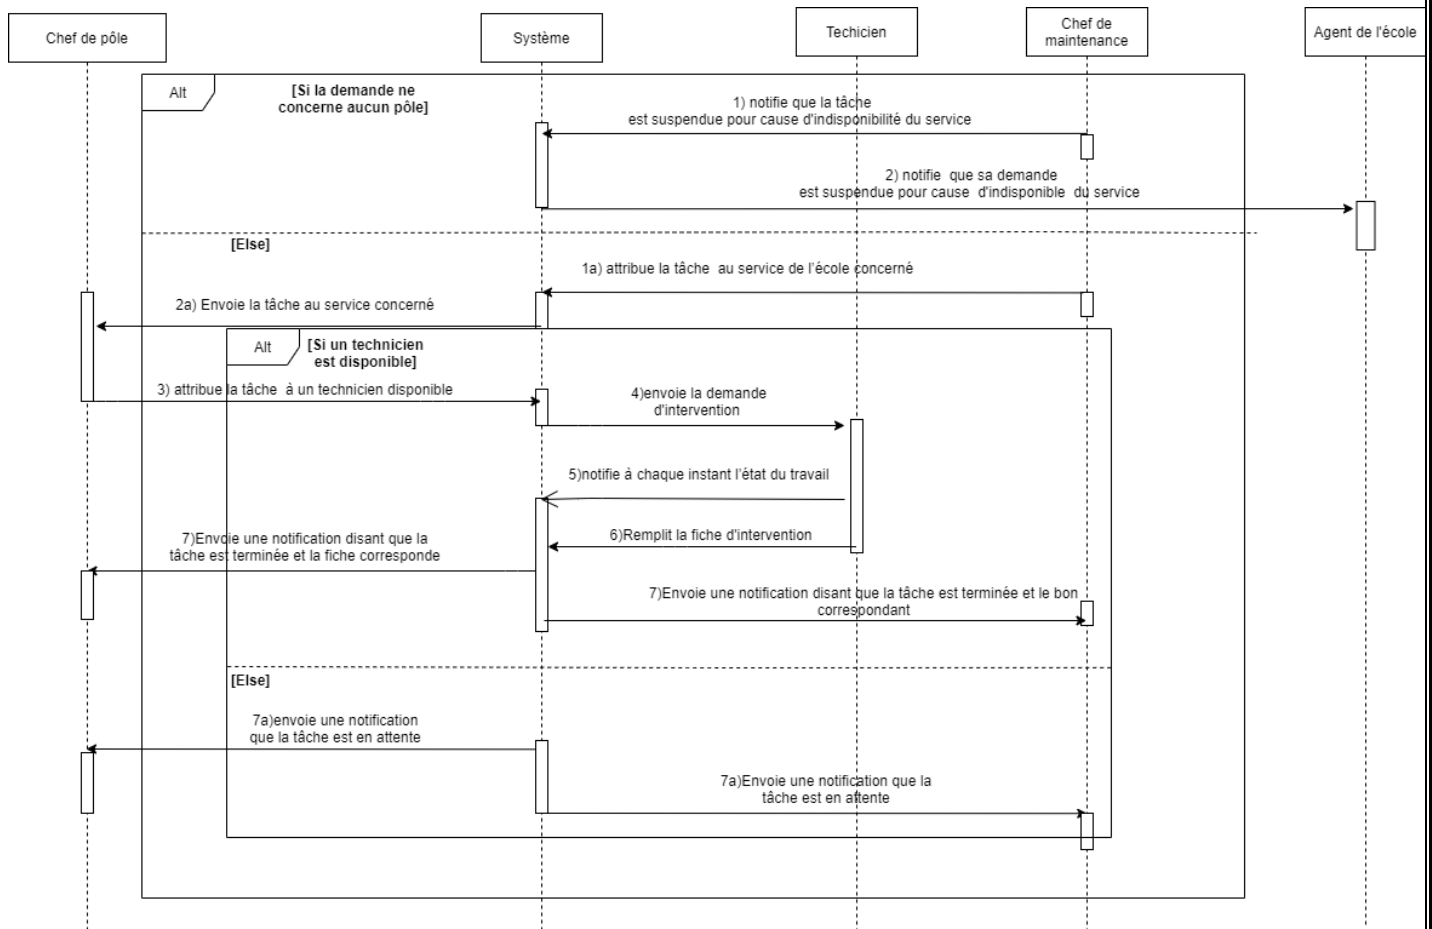 Chef de pôle
Système
Techicien
Chef de
maintenance
Agent de l'école
Alt
[Si la demande ne
concerne aucun pôle]
1) notifie que la tâche
est suspendue pour cause d'indisponibilité du service
2) notifie que sa demande
est suspendue pour cause d'indisponible du service
[Else]
1a) attribue la tâche au service de l'école concerné
2a) Envoie la tâche au service concerné
Alt
[Si un technicien
est disponible]
3) attribue la tâche à un technicien disponible
4)envoie la demande
d'intervention
5)notifie à chaque instant l'état du travail
6)Remplit la fiche d'intervention
7)Envoie une notification disant que la
tâche est terminée et la fiche corresponde
7)Envoie une notification disant que la tâche est terminée et le bon
correspondant
[Else]
7a)envoie une notification
que la tâche est en attente
7a)Envoie une notification que la
tâche est en attente